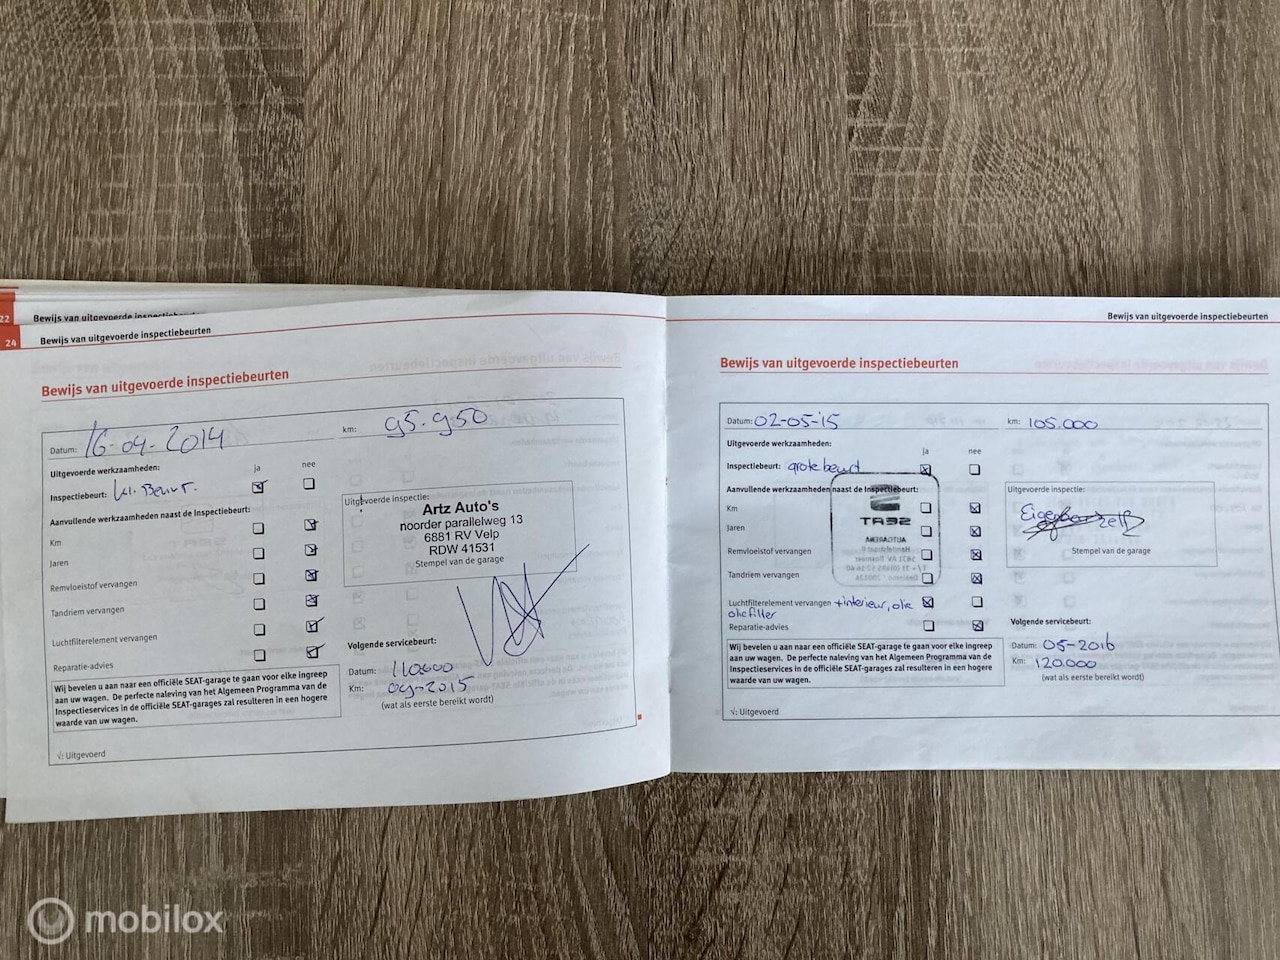 22
Bewijs van uitgevoerde inspectiebeurten
24
Bewijs van uitgevoerde inspectiebeurten
Bewijs van uitgevoerde inspectiebeurten
Datum: 16-04-2014
km: 95.950
Uitgevoerde werkzaamheden:
ja
nee
Inspectiebeurt: kl. Beurt.
Aanvullende werkzaamheden naast de Inspectiebeurt:
Km
Jaren
Remvloeistof vervangen
Tandriem vervangen
Luchtfilterelement vervangen
Reparatie-advies
Uitgevoerde inspectie:
Artz Auto's
noorder parallelweg 13
6881 RV Velp
RDW 41531
Stempel van de garage
Volgende servicebeurt:
Datum: 110000
Km: 04-2015
(wat als eerste bereikt wordt)
Wij bevelen u aan naar een officiële SEAT-garage te gaan voor elke ingreep
aan uw wagen. De perfecte naleving van het Algemeen Programma van de
Inspectieservices in de officiële SEAT-garages zal resulteren in een hogere
waarde van uw wagen.
√: Uitgevoerd
Bewijs van uitgevoerde inspectiebeurten
Bewijs van uitgevoerde inspectiebeurten
Datum: 02-05-15
km: 105.000
Uitgevoerde werkzaamheden:
ja
nee
Inspectiebeurt: grote beurt
Aanvullende werkzaamheden naast de Inspectiebeurt:
Km
Jaren
Remvloeistof vervangen
Tandriem vervangen
Luchtfilterelement vervangen + interieur, olie
oliefilter
Reparatie-advies
SEAT
AUTOAREMA
Uitgevoerde inspectie:
Stempel van de garage
Volgende servicebeurt:
Datum: 05-2016
Km: 120.000
(wat als eerste bereikt wordt)
Wij bevelen u aan naar een officiële SEAT-garage te gaan voor elke ingreep
aan uw wagen. De perfecte naleving van het Algemeen Programma van de
Inspectieservices in de officiële SEAT-garages zal resulteren in een hogere
waarde van uw wagen.
√: Uitgevoerd
mobilox